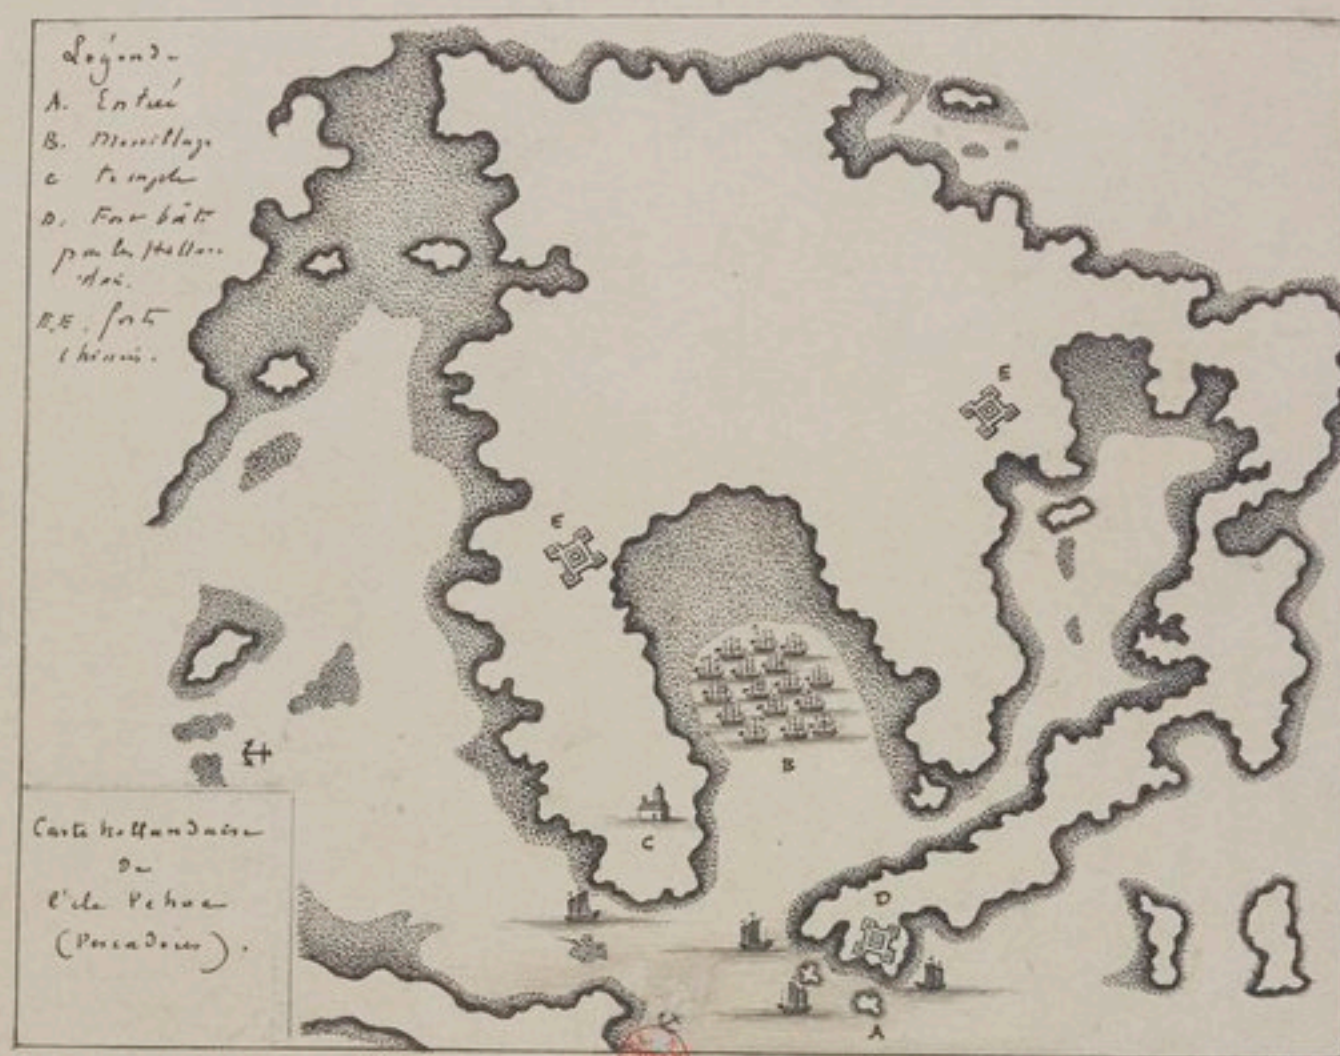 Légende
A. Entrée
B. Mouillage
C temple
D. Fort bâti
par les Hollan
dais.
E.E. forts
chinois.
E
E
B
C
D
A
Carte hollandaise
De
l'île Pehoe
(Pescadores).